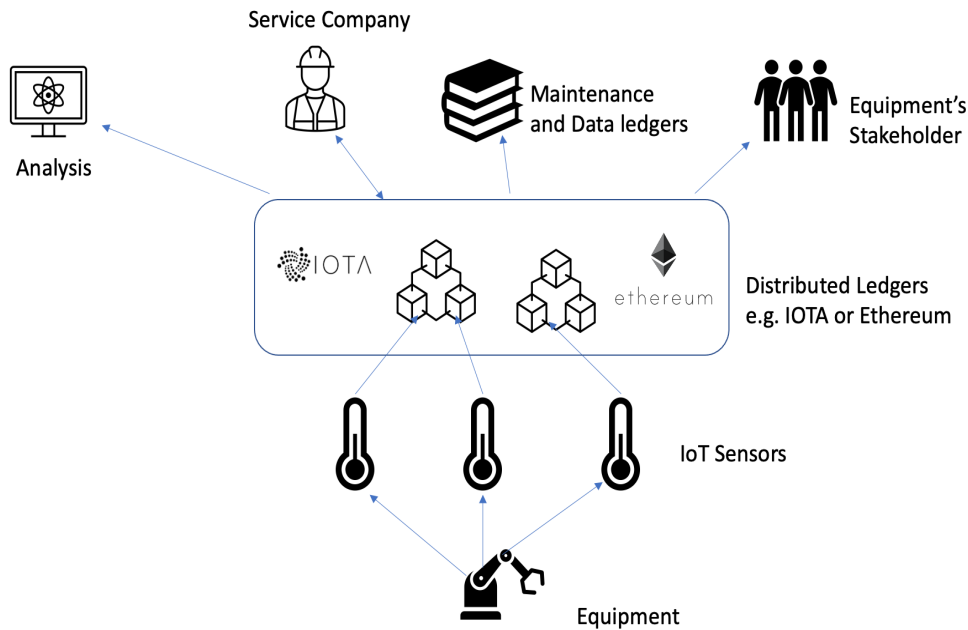 Service Company
Maintenance
and Data ledgers
Equipment's
Stakeholder
Analysis
IOTA
ethereum
Distributed Ledgers
e.g. IOTA or Ethereum
IoT Sensors
Equipment